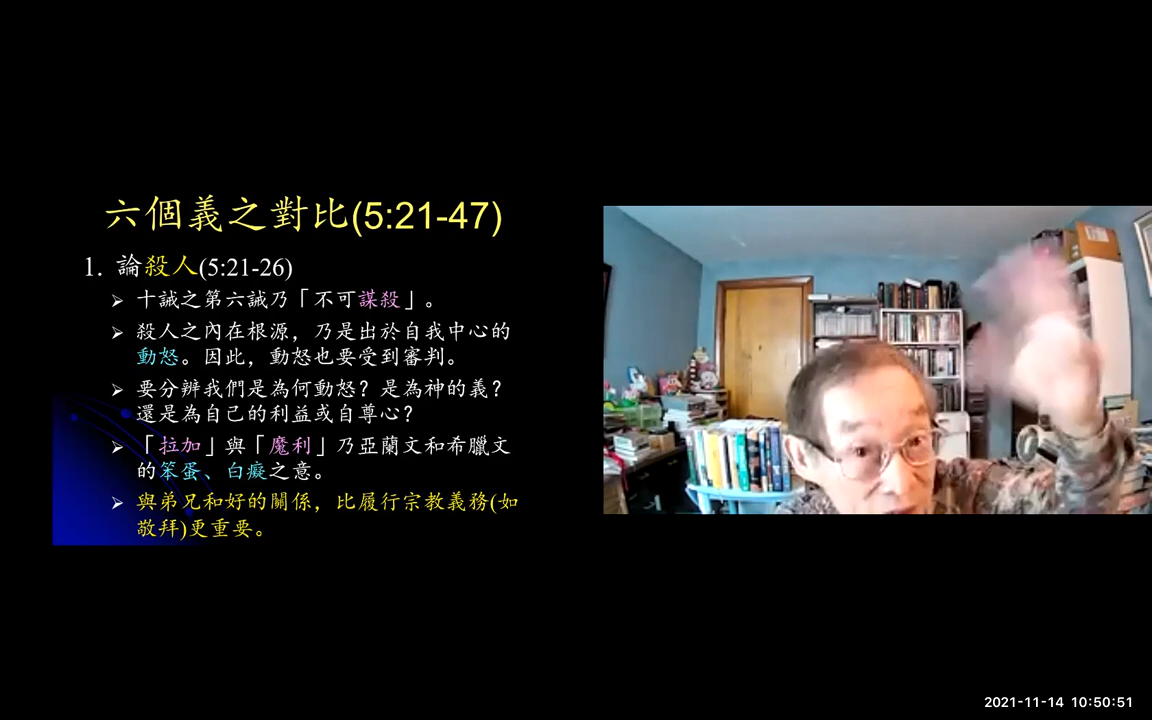 六個義之對比(5:21-47)
1. 論殺人(5:21-26)
➢ 十誡之第六誡乃「不可謀殺」。
➢ 殺人之內在根源，乃是出於自我中心的
動怒。因此，動怒也要受到審判。
➢ 要分辨我們是為何動怒？是為神的義？
還是為自己的利益或自尊心？
➢ 「拉加」與「魔利」乃亞蘭文和希臘文
的笨蛋、白癡之意。
➢ 與弟兄和好的關係，比履行宗教義務(如
敬拜)更重要。
2021-11-14 10:50:51